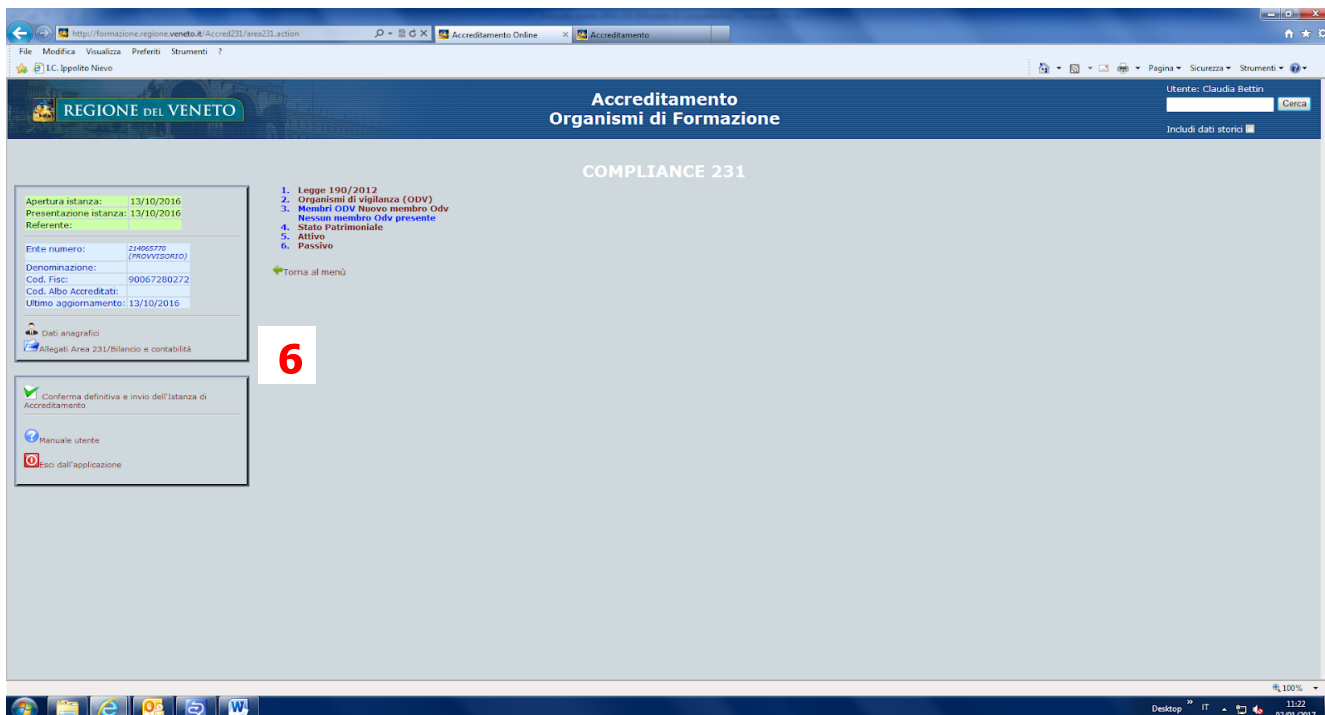 http://formazione.regione.veneto.it/Accred231/area231.action
Accreditamento Online
Accreditamento
File Modifica Visualizza Preferiti Strumenti ?
I.C. Ippolito Nievo
Pagina Sicurezza Strumenti
REGIONE DEL VENETO
Accreditamento
Organismi di Formazione
Utente: Claudia Bettin
Cerca
Includi dati storici
COMPLIANCE 231
Apertura istanza: 13/10/2016
Presentazione istanza: 13/10/2016
Referente:
Ente numero: 214065770
(PROVVISORIO)
Denominazione:
Cod. Fisc: 90067280272
Cod. Albo Accreditati:
Ultimo aggiornamento: 13/10/2016
Dati anagrafici
Allegati Area 231/Bilancio e contabilità
1. Legge 190/2012
2. Organismi di vigilanza (ODV)
3. Membri ODV Nuovo membro Odv
Nessun membro Odv presente
4. Stato Patrimoniale
5. Attivo
6. Passivo
Torna al menù
6
Conferma definitiva e invio dell'Istanza di
Accreditamento
Manuale utente
Esci dall'applicazione
100%
Desktop IT 11:22
02/01/2017